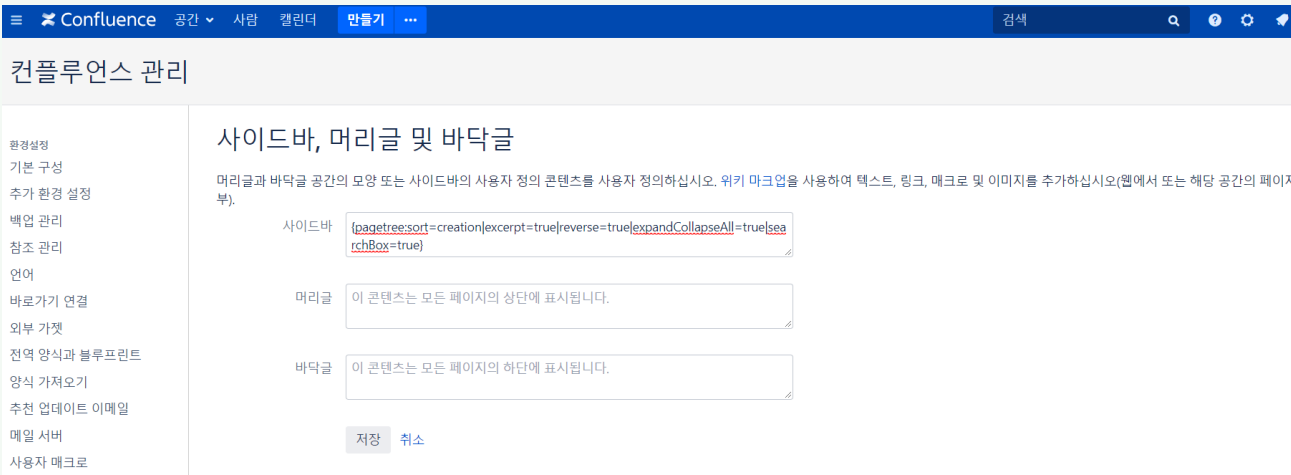 Confluence 공간 사람 캘린더 만들기 ··· 검색
컨플루언스 관리
환경설정
기본 구성
추가 환경 설정
백업 관리
참조 관리
언어
바로가기 연결
외부 가젯
전역 양식과 블루프린트
양식 가져오기
추천 업데이트 이메일
메일 서버
사용자 매크로
사이드바, 머리글 및 바닥글
머리글과 바닥글 공간의 모양 또는 사이드바의 사용자 정의 콘텐츠를 사용자 정의하십시오. 위키 마크업을 사용하여 텍스트, 링크, 매크로 및 이미지를 추가하십시오(웹에서 또는 해당 공간의 페이지
부).
사이드바 {pagetree:sort=creation|excerpt=true|reverse=true|expandCollapseAll=true|sea
rchBox=true}
머리글 이 콘텐츠는 모든 페이지의 상단에 표시됩니다.
바닥글 이 콘텐츠는 모든 페이지의 하단에 표시됩니다.
저장 취소